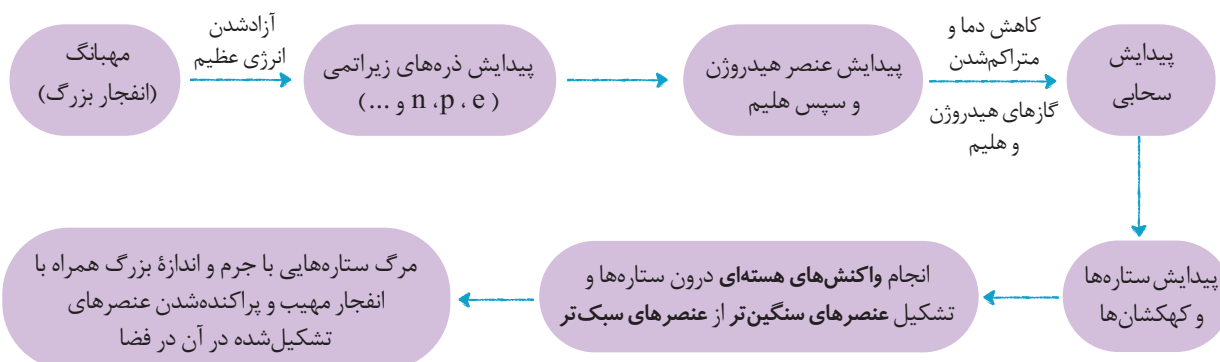 مهبانگ
(انفجار بزرگ)
آزادشدن
انرژی عظیم
پیدایش ذره‌های زیراتمی
( n ،p ، e و ...)
پیدایش عنصر هیدروژن
و سپس هلیم
کاهش دما و
متراکم‌شدن
گازهای هیدروژن
و هلیم
پیدایش
سحابی
پیدایش ستاره‌ها
و کهکشان‌ها
انجام واکنش‌های هسته‌ای درون ستاره‌ها و
تشکیل عنصرهای سنگین‌تر از عنصرهای سبک‌تر
مرگ ستاره‌هایی با جرم و اندازهٔ بزرگ همراه با
انفجار مهیب و پراکنده‌شدن عنصرهای
تشکیل‌شده در آن در فضا